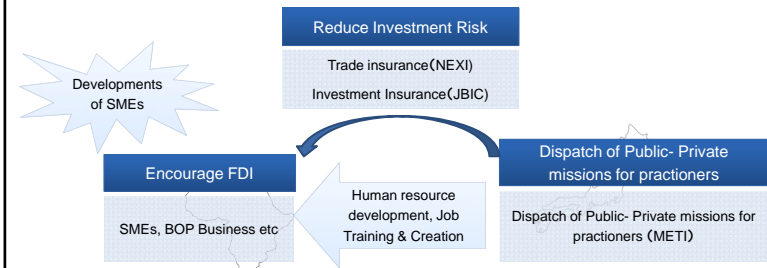 Reduce Investment Risk
Trade insurance(NEXI)
Investment Insurance(JBIC)
Developments
of SMEs
Encourage FDI
SMEs, BOP Business etc
Human resource
development, Job
Training & Creation
Dispatch of Public- Private
missions for practioners
Dispatch of Public- Private missions for
practioners (METI)